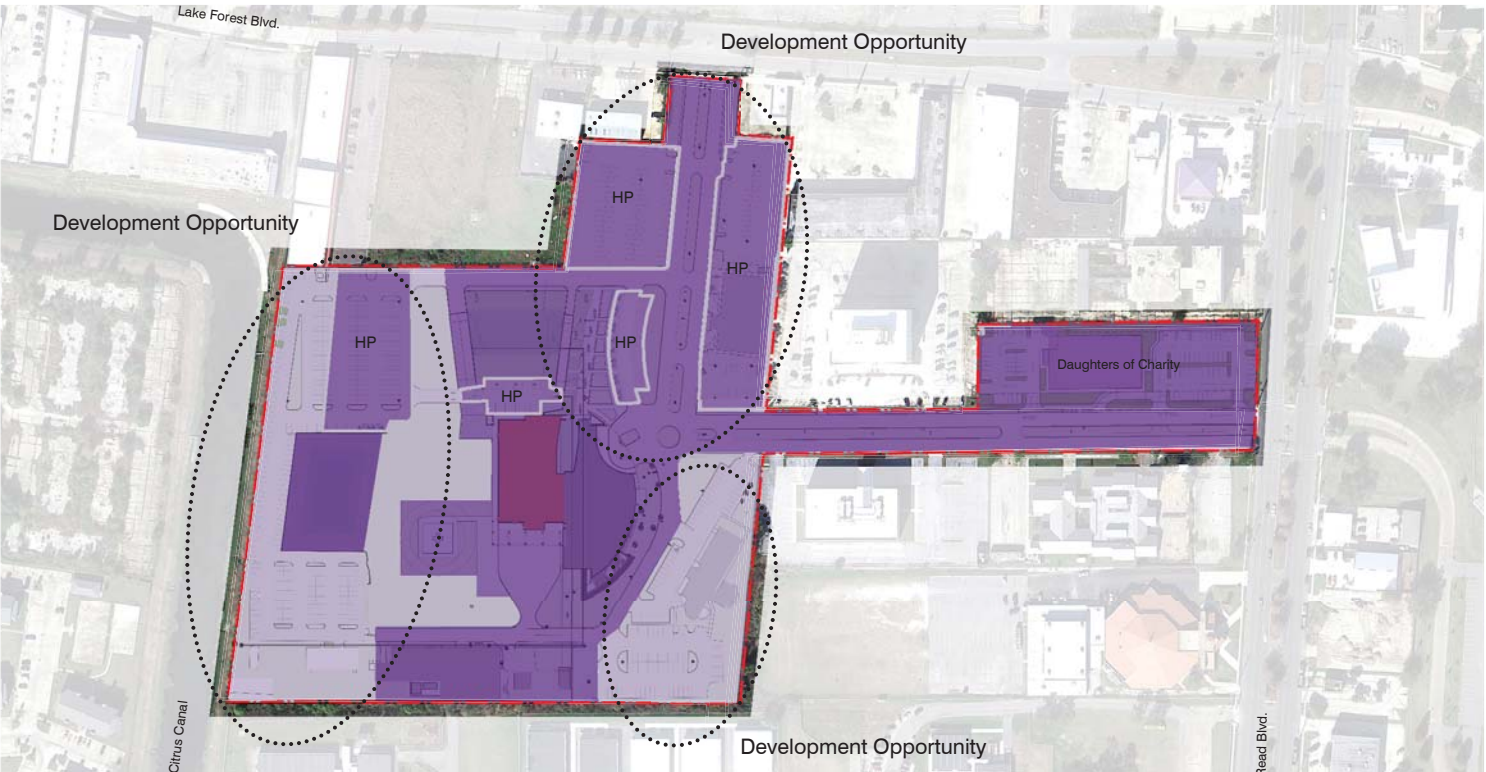 Lake Forest Blvd.
Development Opportunity
Development Opportunity
HP
HP
HP
HP
HP
Daughters of Charity
Citrus Canal
Development Opportunity
Read Blvd.